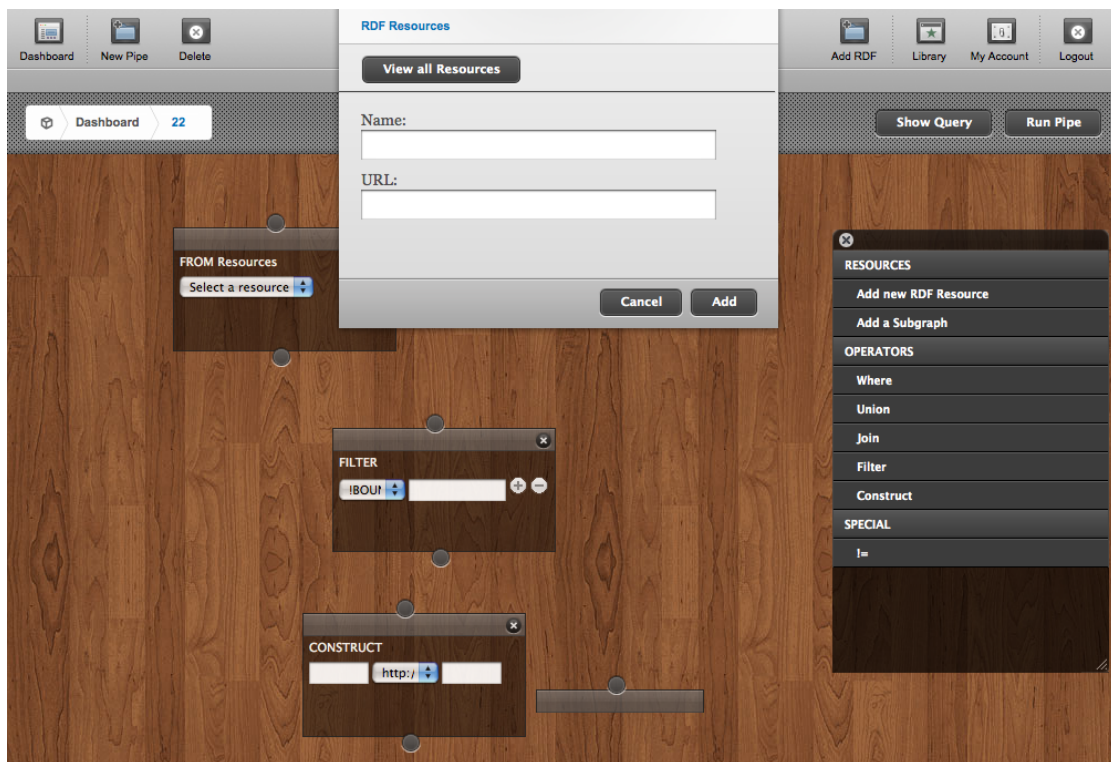 RDF Resources
View all Resources
Name:
URL:
Cancel
Add
Dashboard
New Pipe
Delete
Add RDF
Library
My Account
Logout
Dashboard
22
Show Query
Run Pipe
FROM Resources
Select a resource
FILTER
!BOUN
CONSTRUCT
http:/
RESOURCES
Add new RDF Resource
Add a Subgraph
OPERATORS
Where
Union
Join
Filter
Construct
SPECIAL
!=